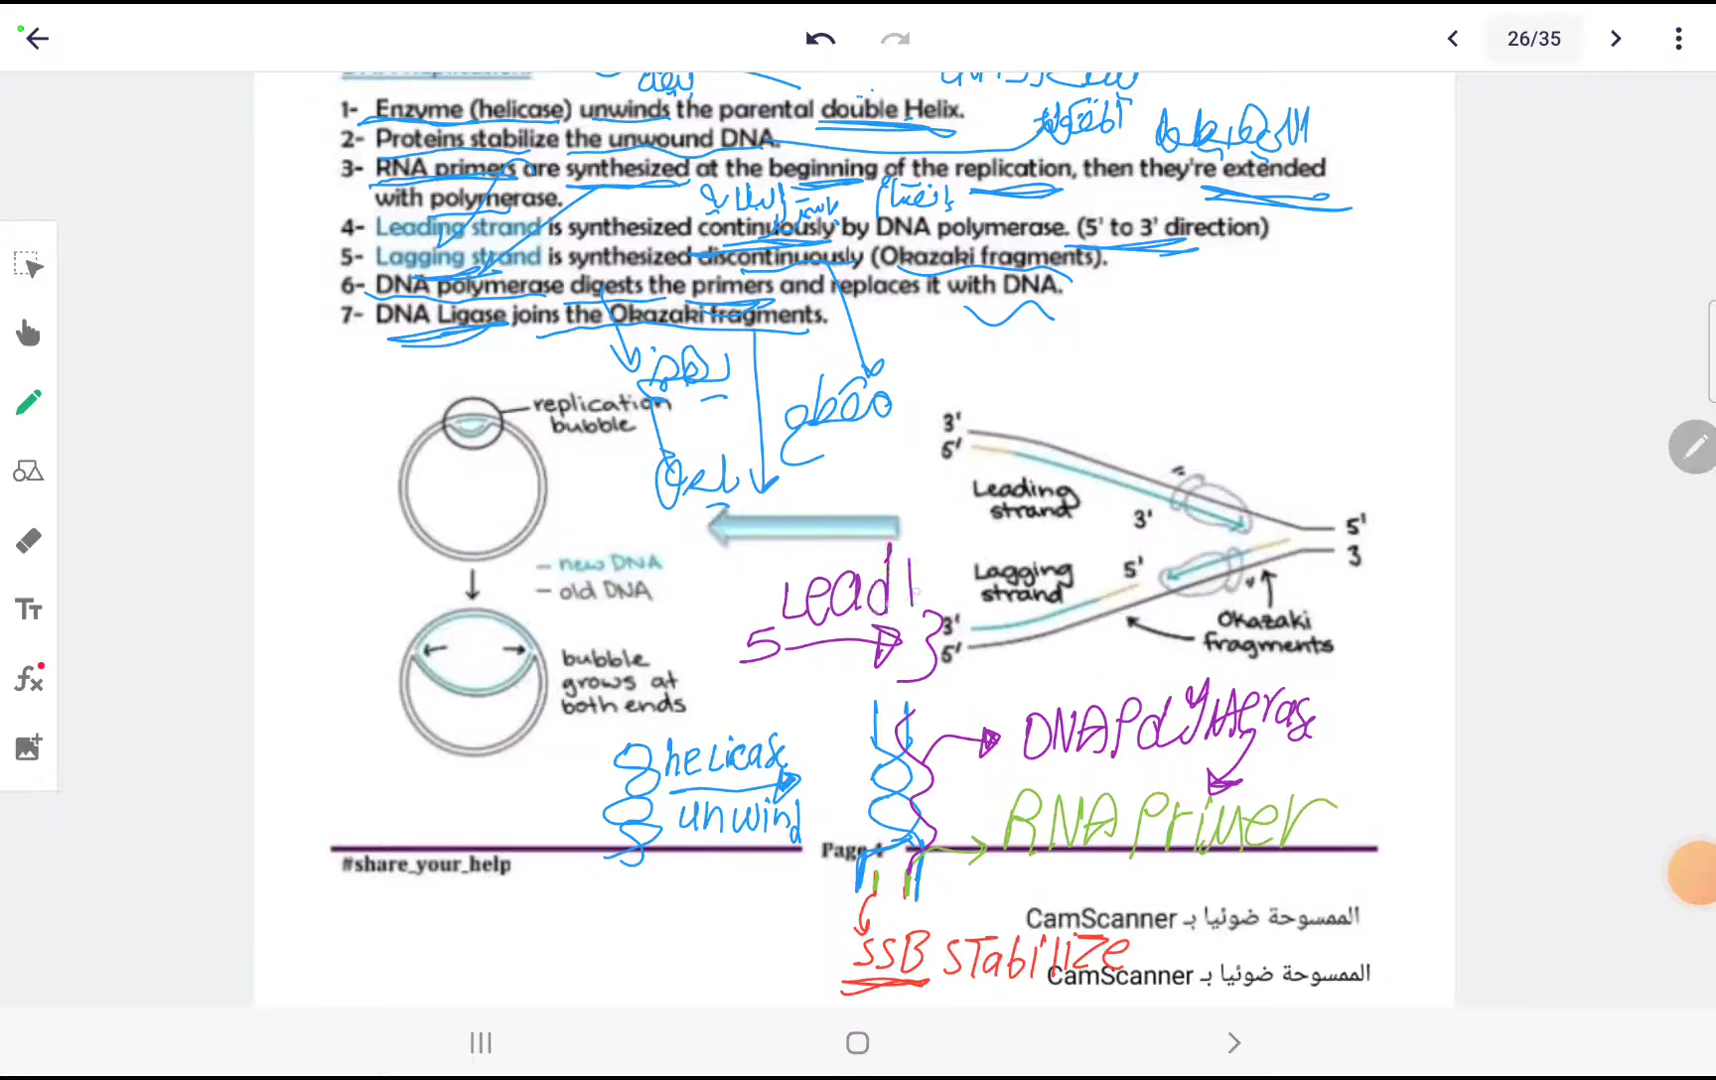 26/35
1- Enzyme (helicase) unwinds the parental double Helix.
2- Proteins stabilize the unwound DNA.
3- RNA primers are synthesized at the beginning of the replication, then they're extended
with polymerase.
4- Leading strand is synthesized continuously by DNA polymerase. (5' to 3' direction)
5- Lagging strand is synthesized discontinuously (Okazaki fragments).
6- DNA polymerase digests the primers and replaces it with DNA.
7- DNA Ligase joins the Okazaki fragments.
replication
bubble
- new DNA
- old DNA
bubble
grows at
both ends
3'
5'
Leading
strand
3'
5'
3
Lagging
strand
5'
3'
5'
Okazaki
fragments
Lead
5 3
helicase
unwind
DNA Polymerase
RNA Primer
SSB STabilize
Page 4
#share_your_help
الممسوحة ضوئيا بـ CamScanner
الممسوحة ضوئيا بـ CamScanner
Tт
fx